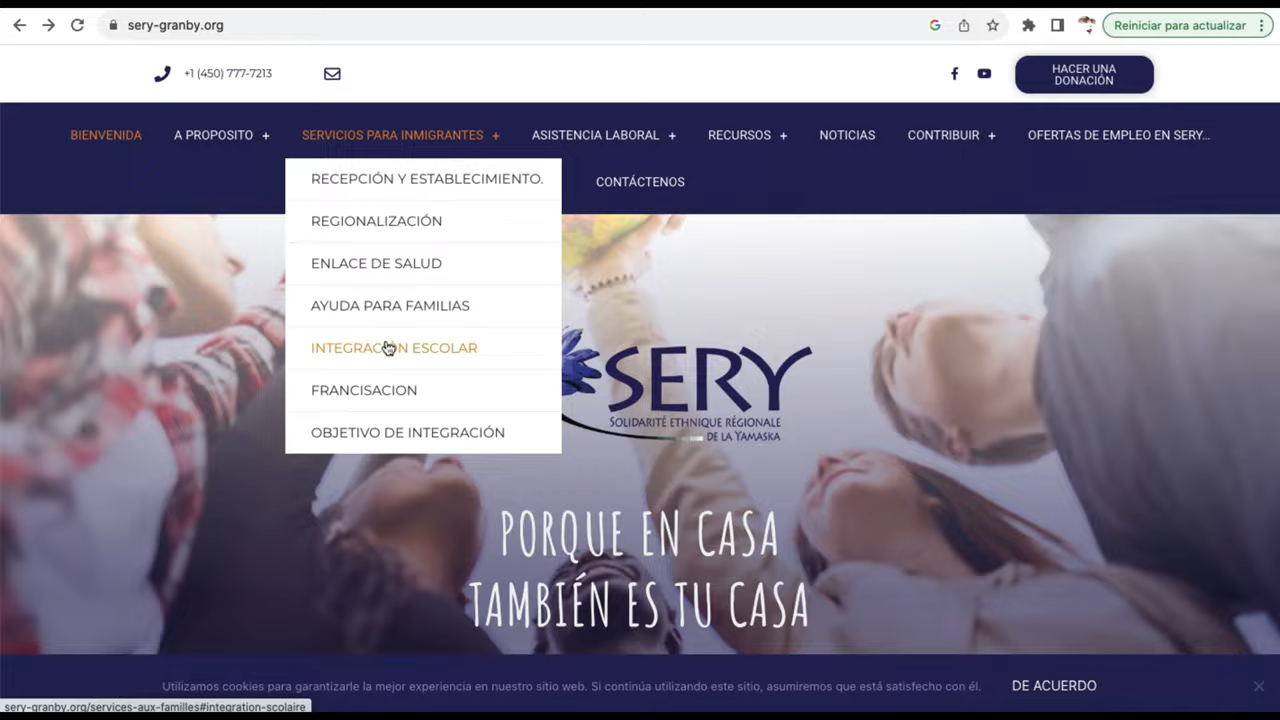 sery-granby.org
Reiniciar para actualizar
+1 (450) 777-7213
HACER UNA
DONACIÓN
BIENVENIDA
A PROPOSITO +
SERVICIOS PARA INMIGRANTES +
ASISTENCIA LABORAL +
RECURSOS +
NOTICIAS
CONTRIBUIR +
OFERTAS DE EMPLEO EN SERY...
CONTÁCTENOS
RECEPCIÓN Y ESTABLECIMIENTO.
REGIONALIZACIÓN
ENLACE DE SALUD
AYUDA PARA FAMILIAS
INTEGRACIÓN ESCOLAR
FRANCISACION
OBJETIVO DE INTEGRACIÓN
SERY
SOLIDARITÉ ETHNIQUE RÉGIONALE
DE LA YAMASKA
PORQUE EN CASA
TAMBIÉN ES TU CASA
Utilizamos cookies para garantizarle la mejor experiencia en nuestro sitio web. Si continúa utilizando este sitio, asumiremos que está satisfecho con él.
DE ACUERDO
sery-granby.org/services-aux-familles#integration-scolaire